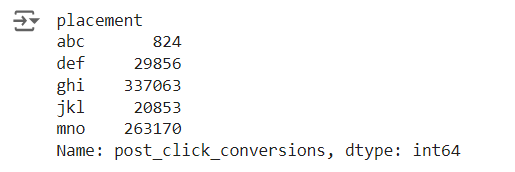 placement
abc 824
def 29856
ghi 337063
jkl 20853
mno 263170
Name: post_click_conversions, dtype: int64